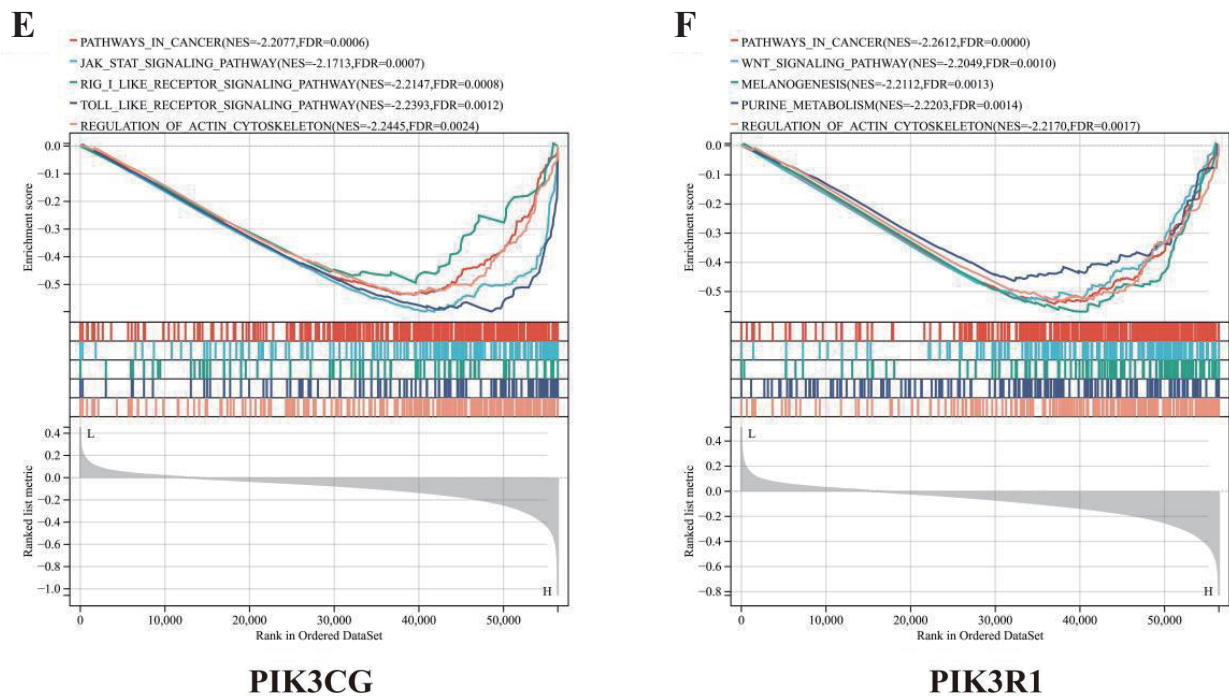 E
PATHWAYS_IN_CANCER(NES=-2.2077,FDR=0.0006)
JAK_STAT_SIGNALING_PATHWAY(NES=-2.1713,FDR=0.0007)
RIG_I_LIKE_RECEPTOR_SIGNALING_PATHWAY(NES=-2.2147,FDR=0.0008)
TOLL_LIKE_RECEPTOR_SIGNALING_PATHWAY(NES=-2.2393,FDR=0.0012)
REGULATION_OF_ACTIN_CYTOSKELETON(NES=-2.2445,FDR=0.0024)
0.0
−0.1
−0.2
−0.3
−0.4
−0.5
Enrichment score
0.4
0.2
0.0
−0.2
−0.4
−0.6
−0.8
−1.0
Ranked list metric
L
H
0
10,000
20,000
30,000
40,000
50,000
Rank in Ordered DataSet
PIK3CG
F
PATHWAYS_IN_CANCER(NES=-2.2612,FDR=0.0000)
WNT_SIGNALING_PATHWAY(NES=-2.2049,FDR=0.0010)
MELANOGENESIS(NES=-2.2112,FDR=0.0013)
PURINE_METABOLISM(NES=-2.2203,FDR=0.0014)
REGULATION_OF_ACTIN_CYTOSKELETON(NES=-2.2170,FDR=0.0017)
0.0
−0.1
−0.2
−0.3
−0.4
−0.5
Enrichment score
0.4
0.2
0.0
−0.2
−0.4
−0.6
−0.8
Ranked list metric
L
H
0
10,000
20,000
30,000
40,000
50,000
Rank in Ordered DataSet
PIK3R1